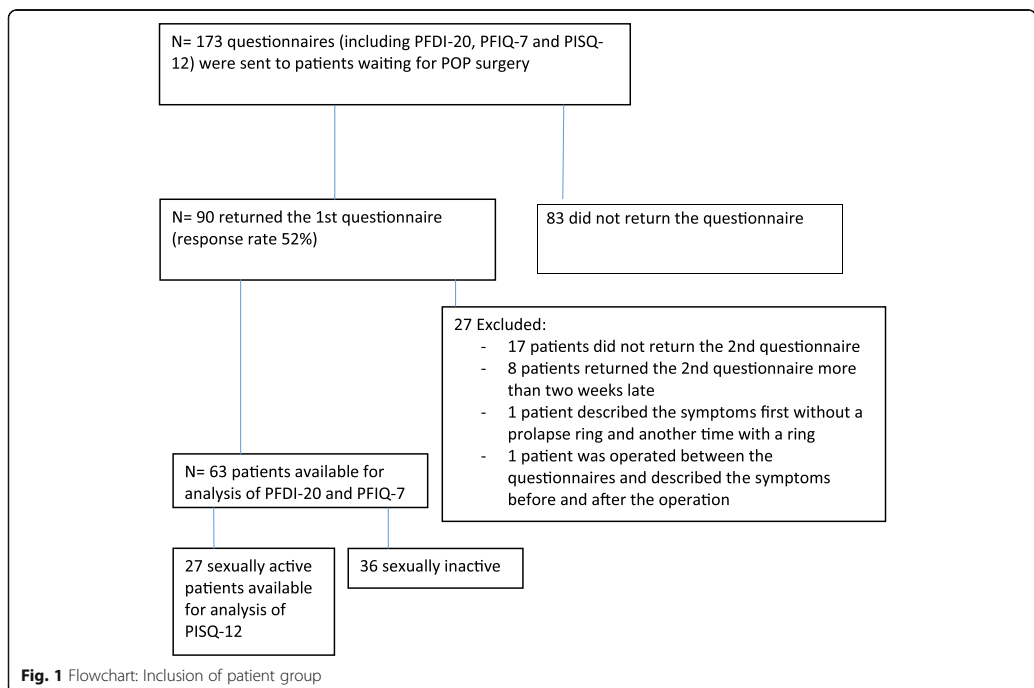 N= 173 questionnaires (including PFDI-20, PFIQ-7 and PISQ-
12) were sent to patients waiting for POP surgery
N= 90 returned the 1st questionnaire
(response rate 52%)
83 did not return the questionnaire
27 Excluded:
- 17 patients did not return the 2nd questionnaire
- 8 patients returned the 2nd questionnaire more
than two weeks late
- 1 patient described the symptoms first without a
prolapse ring and another time with a ring
- 1 patient was operated between the
questionnaires and described the symptoms
before and after the operation
N= 63 patients available for
analysis of PFDI-20 and PFIQ-7
27 sexually active
patients available
for analysis of
PISQ-12
36 sexually inactive
Fig. 1 Flowchart: Inclusion of patient group